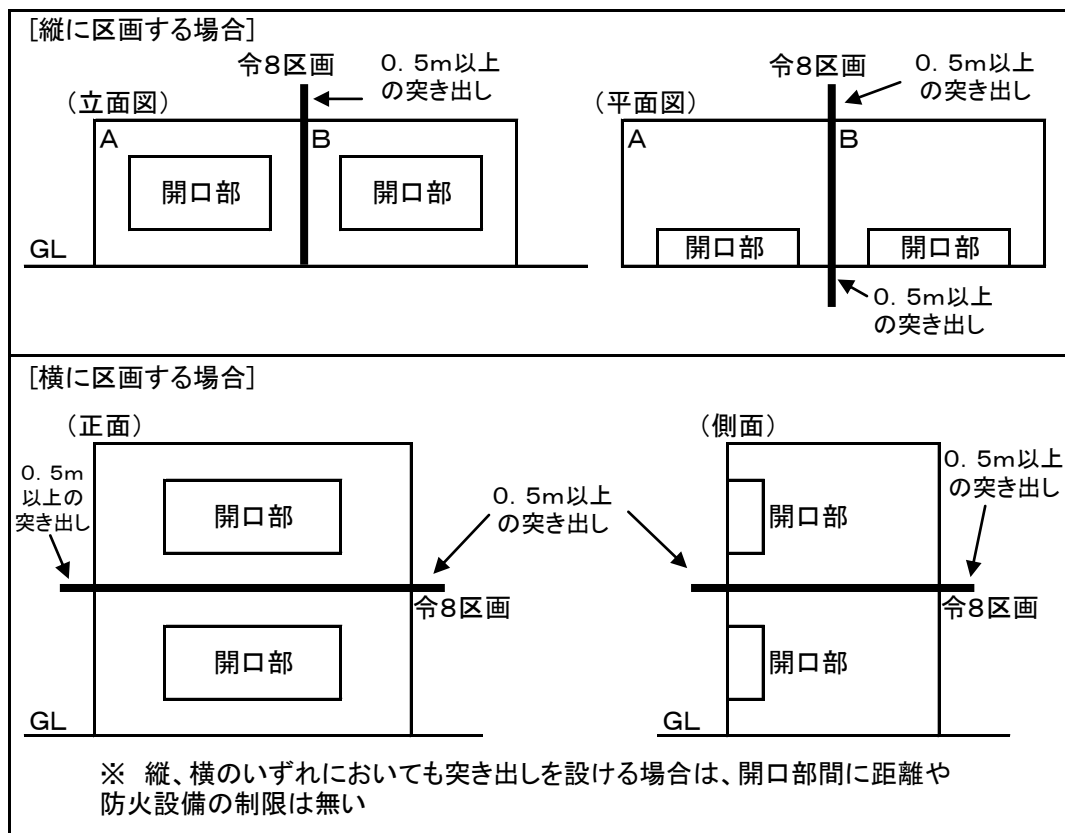 [縦に区画する場合]
令8区画
0.5m以上
の突き出し
(立面図)
A
B
開口部
開口部
GL
令8区画
0.5m以上
の突き出し
(平面図)
A
B
開口部
開口部
0.5m以上
の突き出し
[横に区画する場合]
(正面)
0.5m
以上の
突き出し
開口部
0.5m以上
の突き出し
令8区画
開口部
GL
(側面)
0.5m以上
の突き出し
開口部
令8区画
開口部
GL
※ 縦、横のいずれにおいても突き出しを設ける場合は、開口部間に距離や
防火設備の制限は無い